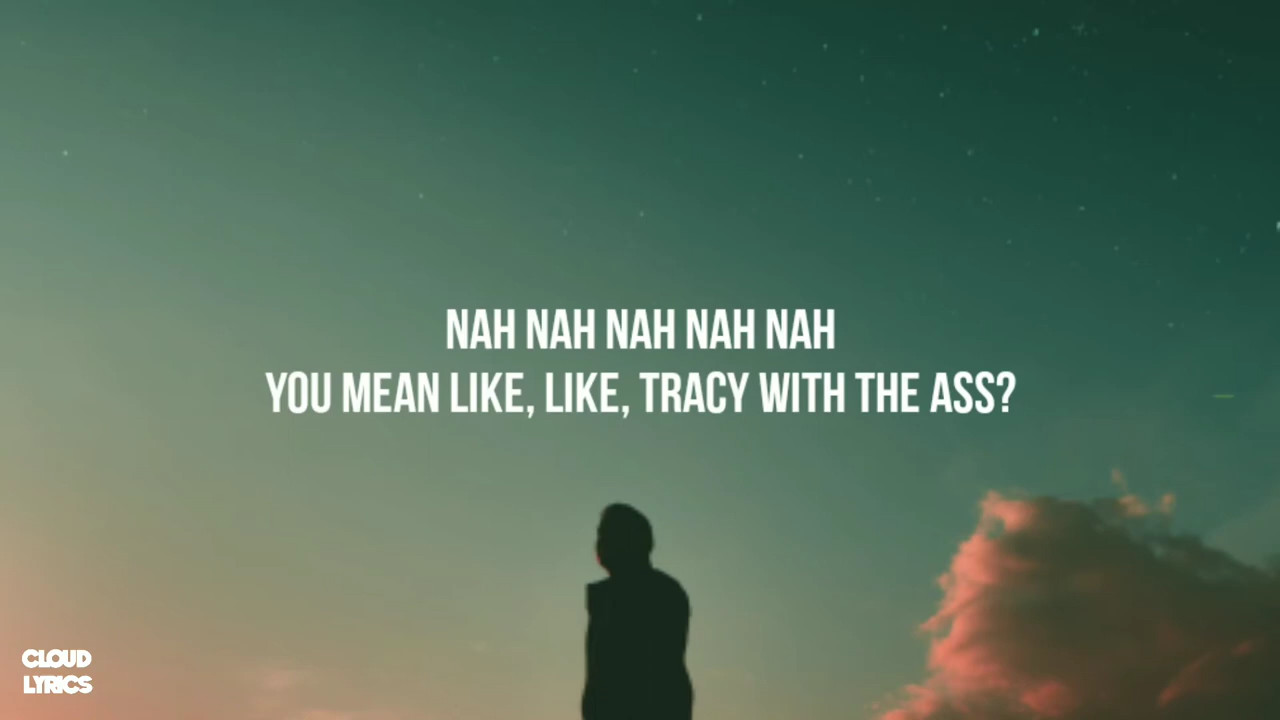 NAH NAH NAH NAH NAH
YOU MEAN LIKE, LIKE, TRACY WITH THE ASS?
CLOUD
LYRICS